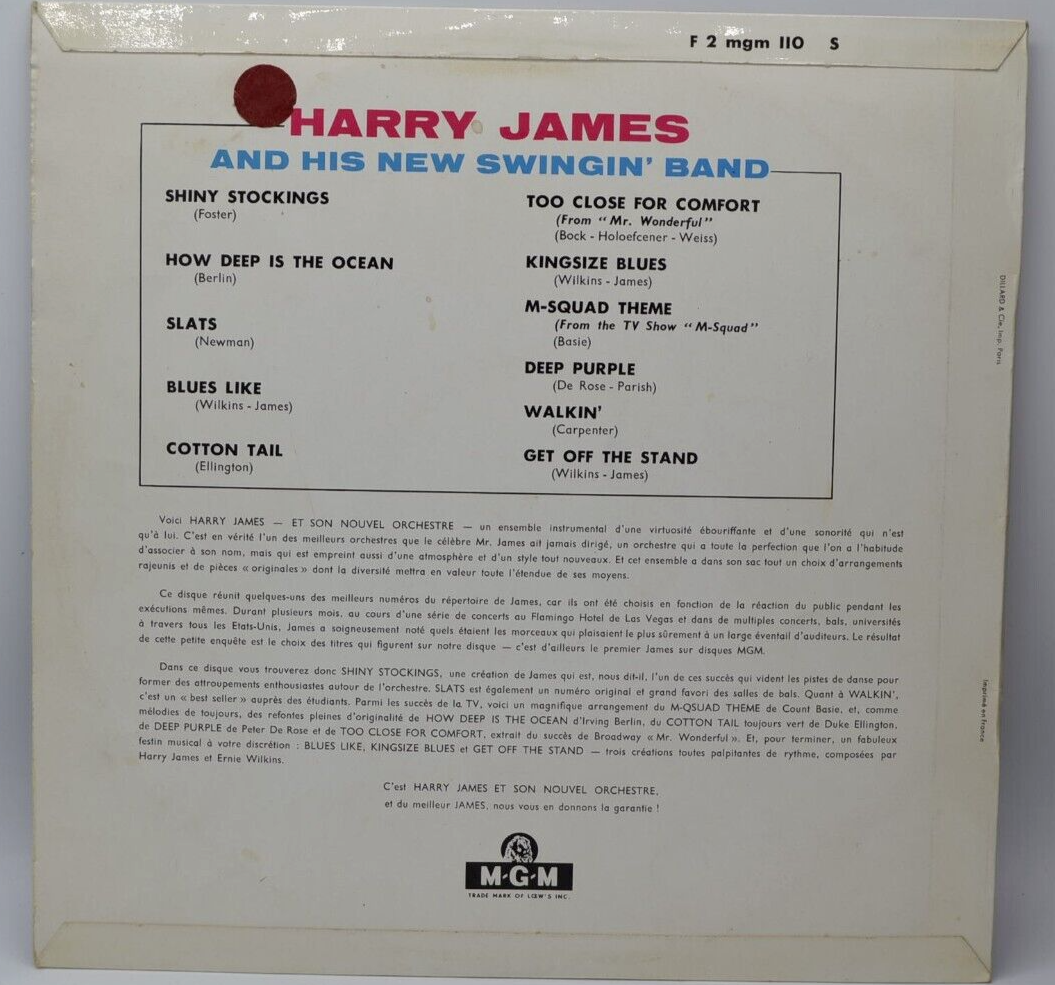 F 2 mgm 110 S
HARRY JAMES
AND HIS NEW SWINGIN' BAND
SHINY STOCKINGS
(Foster)
HOW DEEP IS THE OCEAN
(Berlin)
SLATS
(Newman)
BLUES LIKE
(Wilkins - James)
COTTON TAIL
(Ellington)
TOO CLOSE FOR COMFORT
(From "Mr. Wonderful"
(Bock - Holoefcener - Weiss)
KINGSIZE BLUES
(Wilkins - James)
M-SQUAD THEME
(From the TV Show "M-Squad"
(Basie)
DEEP PURPLE
(De Rose - Parish)
WALKIN'
(Carpenter)
GET OFF THE STAND
(Wilkins - James)
Voici HARRY JAMES — ET SON NOUVEL ORCHESTRE — un ensemble instrumental d'une virtuosité ébouriffante et d'une sonorité qui n'est
qu'à lui. C'est en vérité l'un des meilleurs orchestres que le célèbre Mr. James ait jamais dirigé, un orchestre qui a toute la perfection que l'on a l'habitude
d'associer à son nom, mais qui est empreint aussi d'une atmosphère et d'un style tout nouveaux. Et cet ensemble a dans son sac tout un choix d'arrangements
rajeunis et de pièces « originales » dont la diversité mettra en valeur toute l'étendue de ses moyens.
Ce disque réunit quelques-uns des meilleurs numéros du répertoire de James, car ils ont été choisis en fonction de la réaction du public pendant les
exécutions mêmes. Durant plusieurs mois, au cours d'une série de concerts au Flamingo Hotel de Las Vegas et dans de multiples concerts, bals, universités
à travers tous les Etats-Unis, James a soigneusement noté quels étaient les morceaux qui plaisaient le plus sûrement à un large éventail d'auditeurs. Le résultat
de cette petite enquête est le choix des titres qui figurent sur notre disque — c'est d'ailleurs le premier James sur disques MGM.
Dans ce disque vous trouverez donc SHINY STOCKINGS, une création de James qui est, nous dit-il, l'un de ces succès qui vident les pistes de danse pour
former des attroupements enthousiastes autour de l'orchestre. SLATS est également un numéro original et grand favori des salles de bals. Quant à WALKIN',
c'est un « best seller » auprès des étudiants. Parmi les succès de la TV, voici un magnifique arrangement du M-QSUAD THEME de Count Basie, et, comme
mélodies de toujours, des refontes pleines d'originalité de HOW DEEP IS THE OCEAN d'Irving Berlin, du COTTON TAIL toujours vert de Duke Ellington,
de DEEP PURPLE de Peter De Rose et de TOO CLOSE FOR COMFORT, extrait du succès de Broadway « Mr. Wonderful ». Et, pour terminer, un fabuleux
festin musical à votre discrétion : BLUES LIKE, KINGSIZE BLUES et GET OFF THE STAND — trois créations toutes palpitantes de rythme, composées par
Harry James et Ernie Wilkins.
C'est HARRY JAMES ET SON NOUVEL ORCHESTRE,
et du meilleur JAMES, nous vous en donnons la garantie !
M-G-M
TRADE MARK OF LŒW'S INC.
DILLARD & Cie, Imp. Paris
Imprimé en France